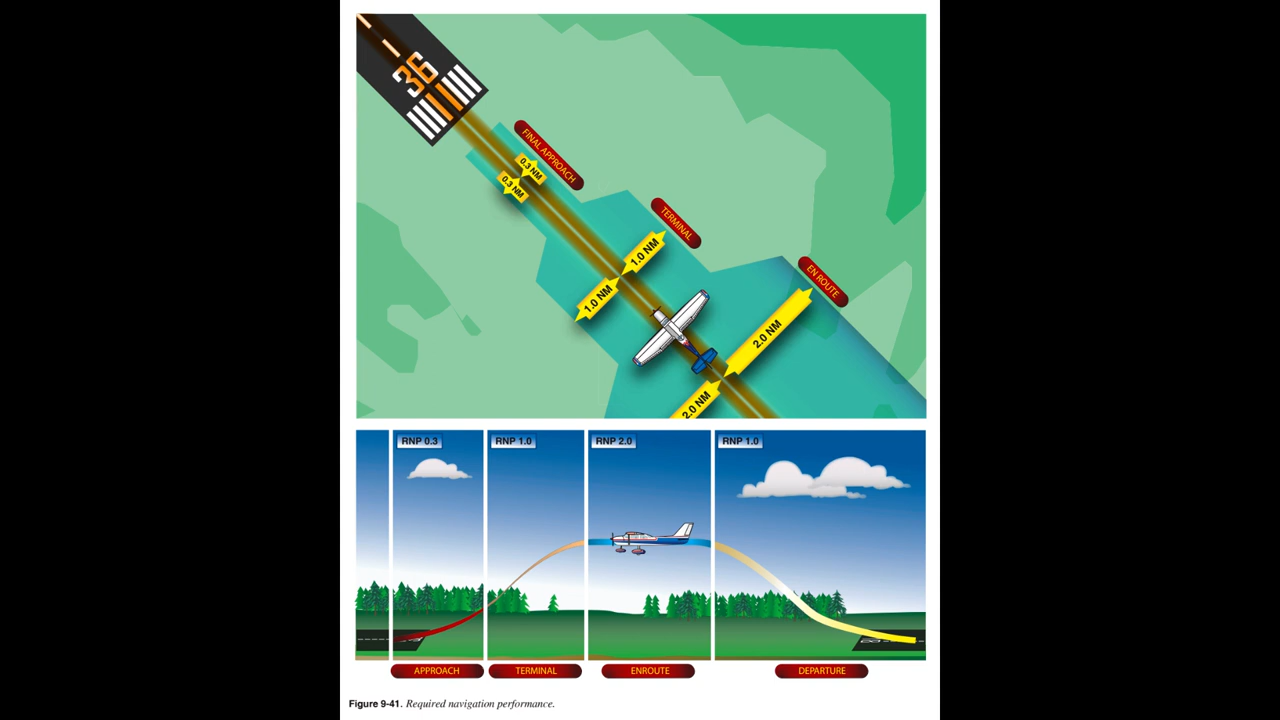 36
FINAL APPROACH
0.3 NM
0.3 NM
TERMINAL
1.0 NM
1.0 NM
EN ROUTE
2.0 NM
2.0 NM
RNP 0.3
RNP 1.0
RNP 2.0
RNP 1.0
APPROACH
TERMINAL
ENROUTE
DEPARTURE
Figure 9-41. Required navigation performance.